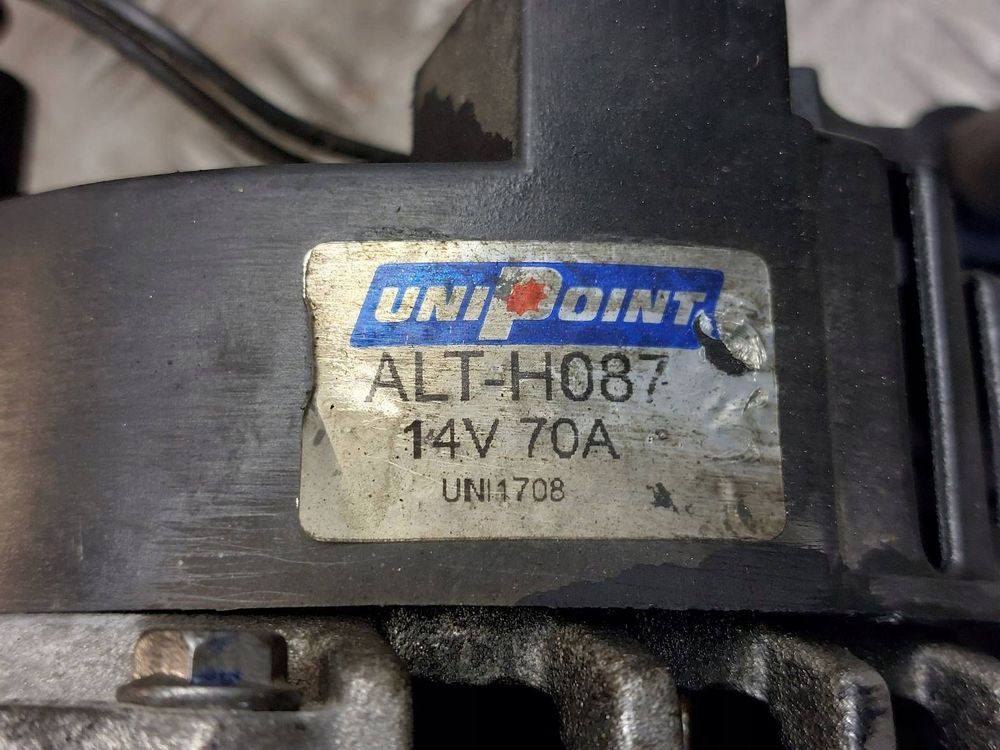 UNIPOINT
ALT-H087
14V 70A
UNI1708